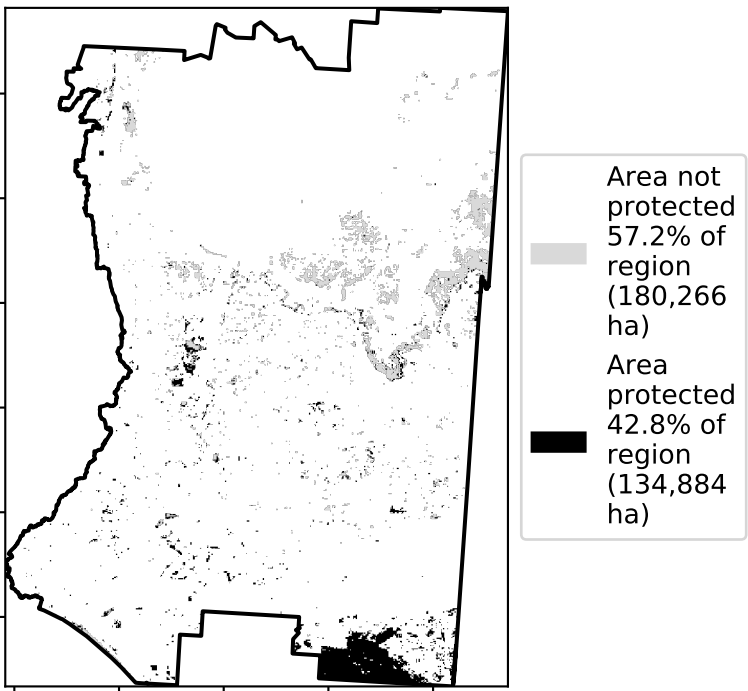 Area not
protected
57.2% of
region
(180,266
ha)
Area
protected
42.8% of
region
(134,884
ha)